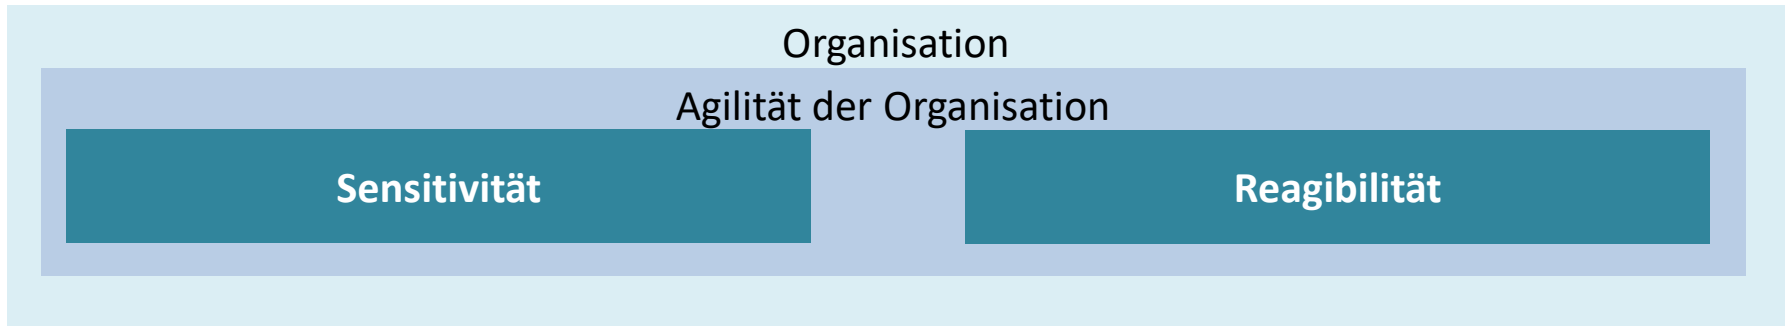 Organisation
Agilität der Organisation
Sensitivität
Reagibilität